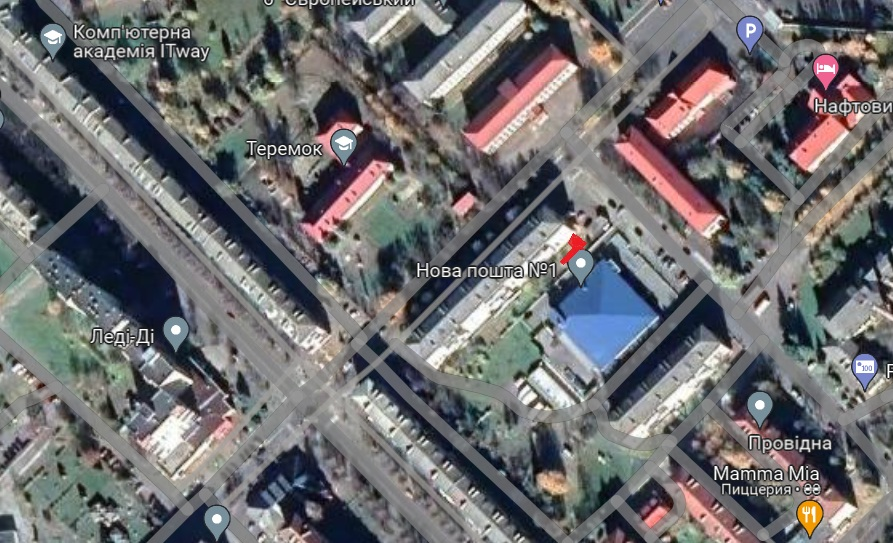 Європейський
Комп'ютерна
академія ITway
P
Нафтови
Теремок
Нова пошта №1
Леді-Ді
Провідна
Mamma Mia
Пиццерия